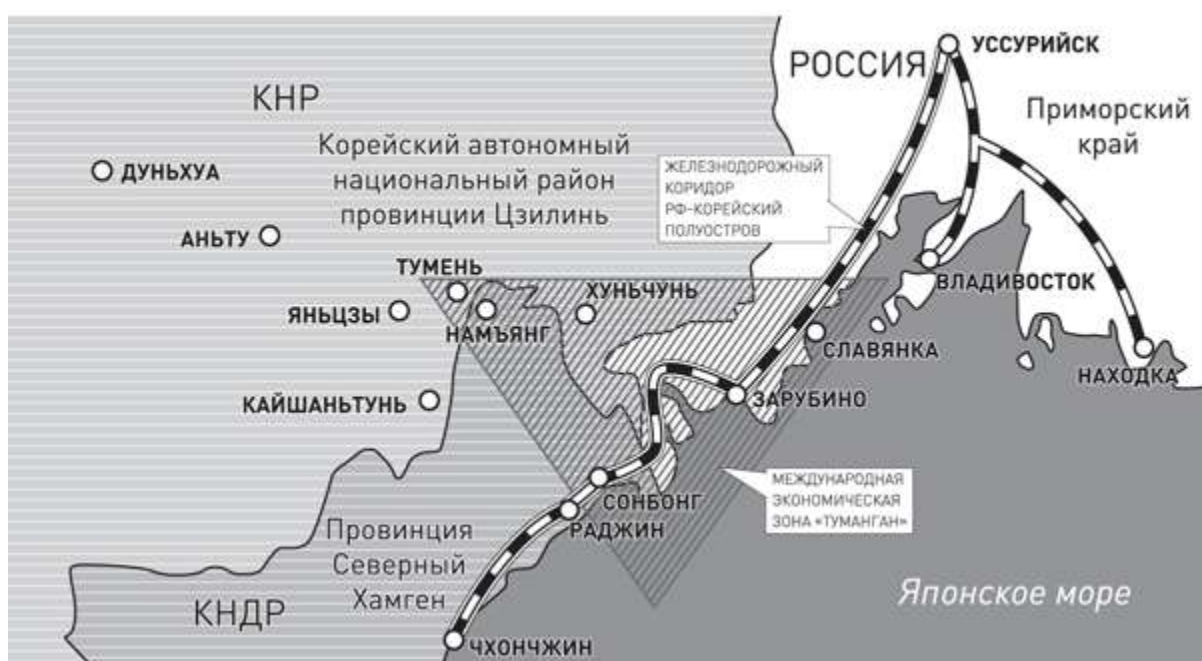 УССУРИЙСК
РОССИЯ
КНР
Приморский
край
Корейский автономный
национальный район
провинции Цзилинь
ДУНЬХУА
ЖЕЛЕЗНОДОРОЖНЫЙ
КОРИДОР
РФ-КОРЕЙСКИЙ
ПОЛУОСТРОВ
АНЬТУ
ТУМЕНЬ
ВЛАДИВОСТОК
ХУНЬЧУНЬ
ЯНЬЦЗЫ
НАМЪЯНГ
СЛАВЯНКА
НАХОДКА
КАЙШАНЬТУНЬ
ЗАРУБИНО
МЕЖДУНАРОДНАЯ
ЭКОНОМИЧЕСКАЯ
ЗОНА «ТУМАНГАН»
СОНБОНГ
РАДЖИН
Провинция
Северный
Хамген
КНДР
Японское море
ЧХОНЧЖИН